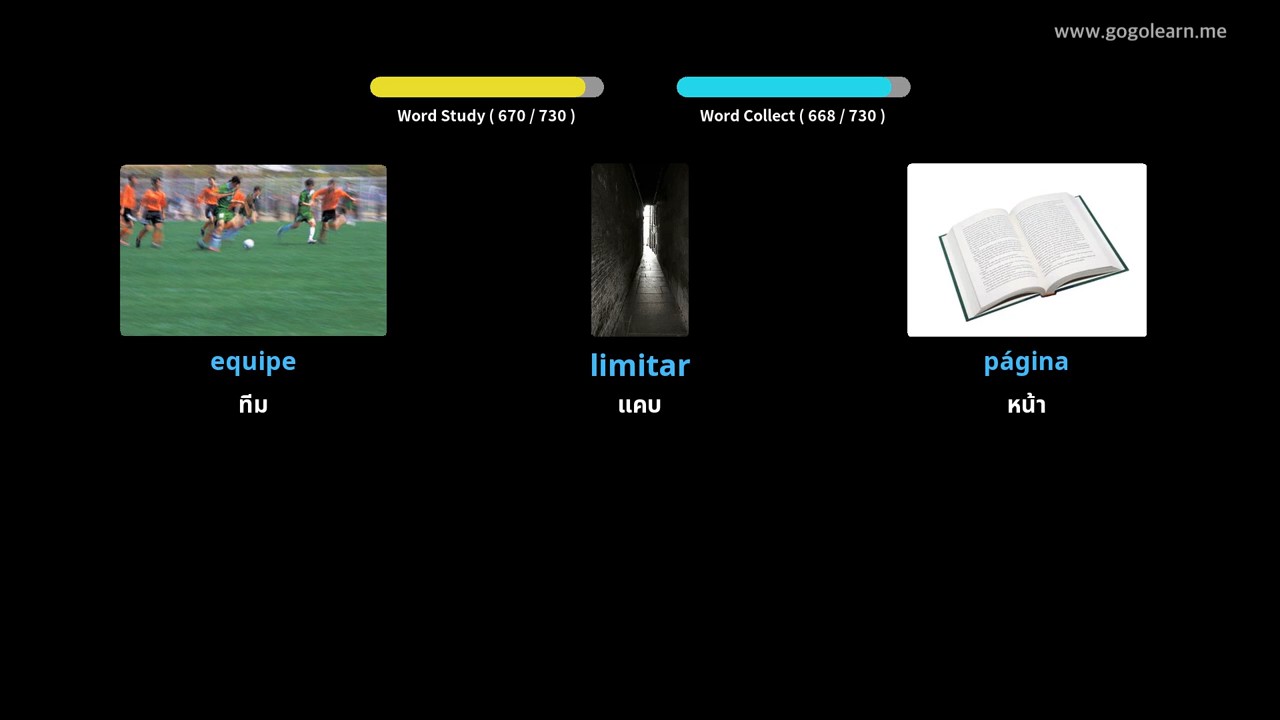 www.gogolearn.me
Word Study ( 670 / 730 )
Word Collect ( 668 / 730 )
equipe
limitar
página
ทีม
แคบ
หน้า